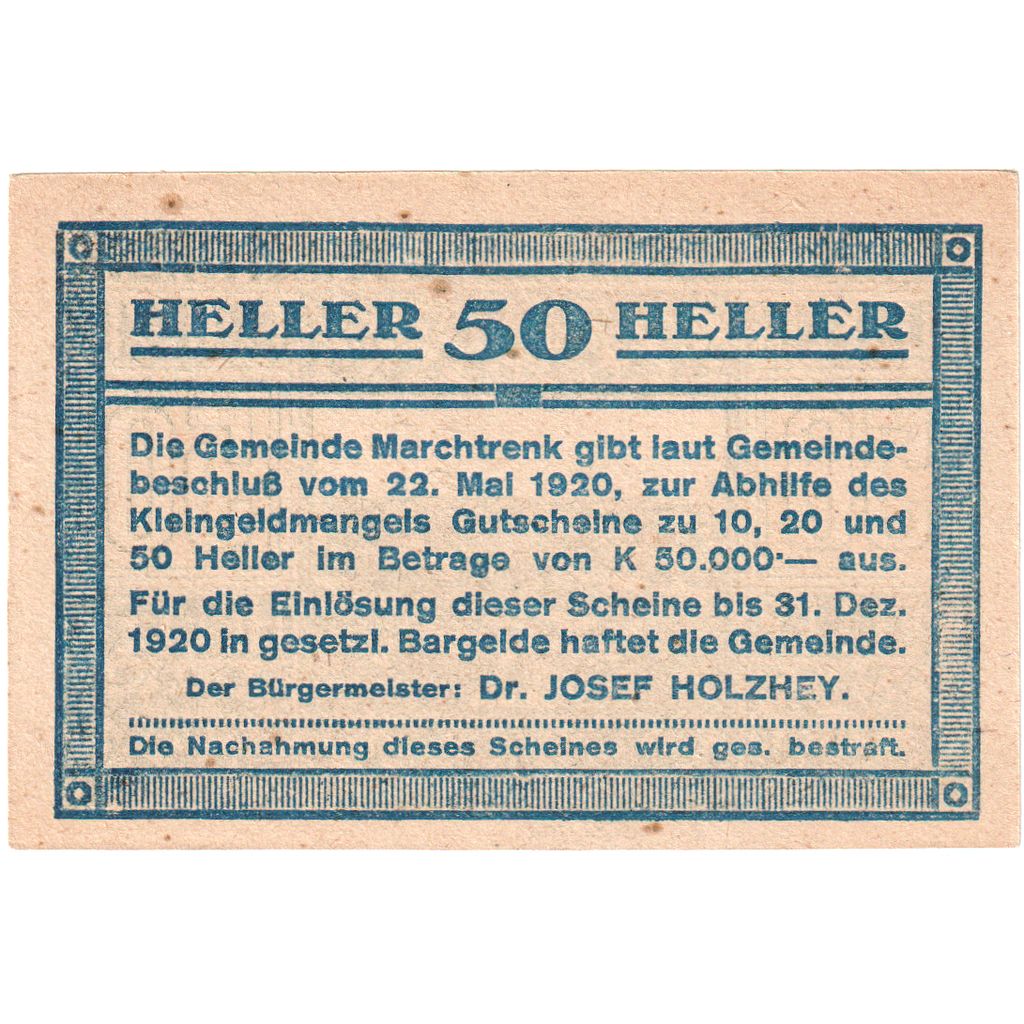 HELLER 50 HELLER
Die Gemeinde Marchtrenk gibt laut Gemeinde-
beschluß vom 22. Mai 1920, zur Abhilfe des
Kleingeldmangels Gutscheine zu 10, 20 und
50 Heller im Betrage von K 50.000·— aus.
Für die Einlösung dieser Scheine bis 31. Dez.
1920 in gesetzl. Bargelde haftet die Gemeinde.
Der Bürgermeister: Dr. JOSEF HOLZHEY.
Die Nachahmung dieses Scheines wird ges. bestraft.